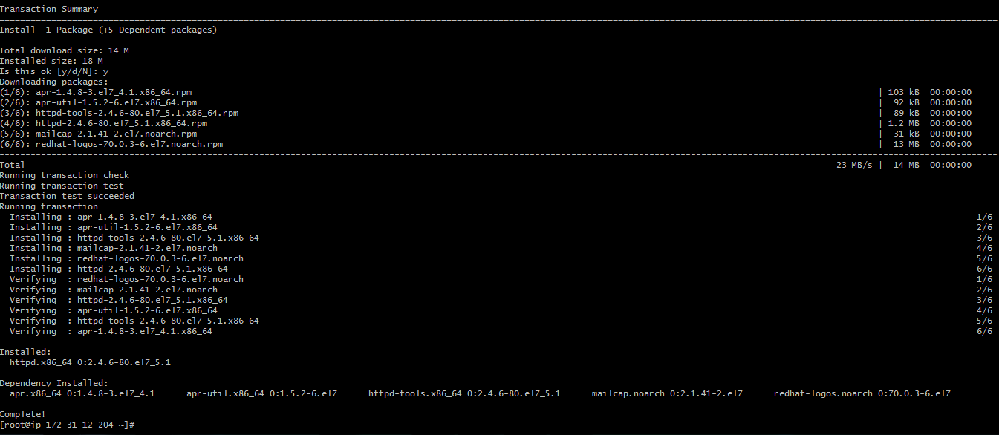 Transaction Summary
================================================================================
Install  1 Package (+5 Dependent packages)
Total download size: 14 M
Installed size: 18 M
Is this ok [y/d/N]: y
Downloading packages:
(1/6): apr-1.4.8-3.el7_4.1.x86_64.rpm | 103 kB  00:00:00
(2/6): apr-util-1.5.2-6.el7.x86_64.rpm | 92 kB  00:00:00
(3/6): httpd-tools-2.4.6-80.el7_5.1.x86_64.rpm | 89 kB  00:00:00
(4/6): httpd-2.4.6-80.el7_5.1.x86_64.rpm | 1.2 MB  00:00:00
(5/6): mailcap-2.1.41-2.el7.noarch.rpm | 31 kB  00:00:00
(6/6): redhat-logos-70.0.3-6.el7.noarch.rpm | 13 MB  00:00:00
--------------------------------------------------------------------------------
Total 23 MB/s | 14 MB  00:00:00
Running transaction check
Running transaction test
Transaction test succeeded
Running transaction
Installing : apr-1.4.8-3.el7_4.1.x86_64 1/6
Installing : apr-util-1.5.2-6.el7.x86_64 2/6
Installing : httpd-tools-2.4.6-80.el7_5.1.x86_64 3/6
Installing : mailcap-2.1.41-2.el7.noarch 4/6
Installing : redhat-logos-70.0.3-6.el7.noarch 5/6
Installing : httpd-2.4.6-80.el7_5.1.x86_64 6/6
Verifying  : redhat-logos-70.0.3-6.el7.noarch 1/6
Verifying  : mailcap-2.1.41-2.el7.noarch 2/6
Verifying  : httpd-2.4.6-80.el7_5.1.x86_64 3/6
Verifying  : apr-util-1.5.2-6.el7.x86_64 4/6
Verifying  : httpd-tools-2.4.6-80.el7_5.1.x86_64 5/6
Verifying  : apr-1.4.8-3.el7_4.1.x86_64 6/6
Installed:
httpd.x86_64 0:2.4.6-80.el7_5.1
Dependency Installed:
apr.x86_64 0:1.4.8-3.el7_4.1 apr-util.x86_64 0:1.5.2-6.el7 httpd-tools.x86_64 0:2.4.6-80.el7_5.1 mailcap.noarch 0:2.1.41-2.el7 redhat-logos.noarch 0:70.0.3-6.el7
Complete!
[root@ip-172-31-12-204 ~]#